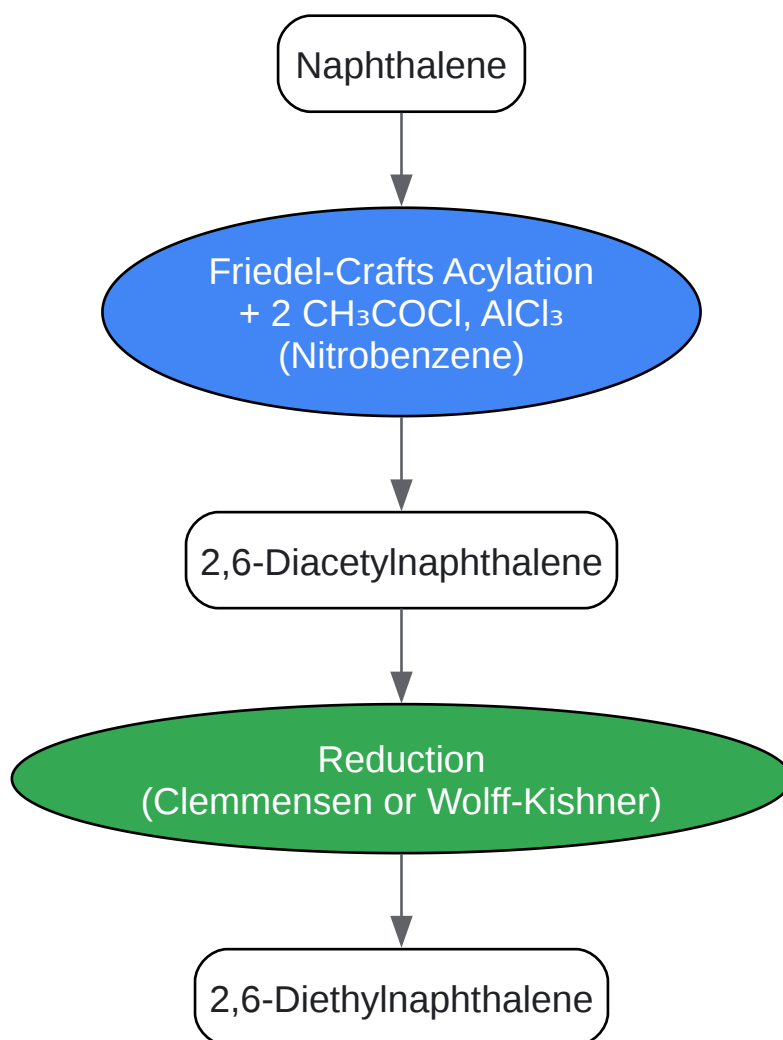 Naphthalene
Friedel-Crafts Acylation
+ 2 CH₃COCl, AlCl₃
(Nitrobenzene)
2,6-Diacetylnaphthalene
Reduction
(Clemmensen or Wolff-Kishner)
2,6-Diethylnaphthalene